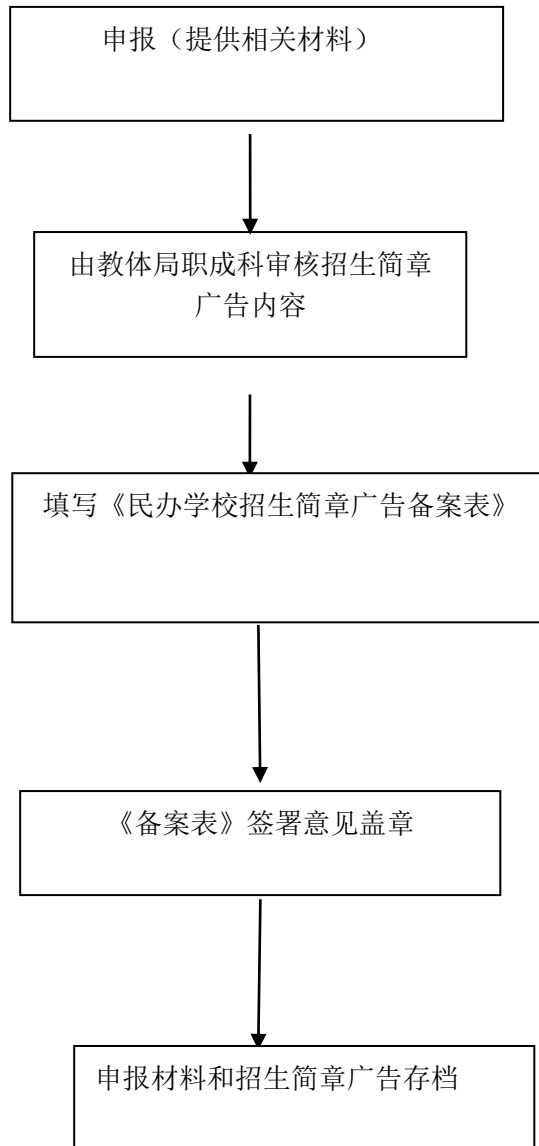 申报（提供相关材料）
由教体局职成科审核招生简章
广告内容
填写《民办学校招生简章广告备案表》
《备案表》签署意见盖章
申报材料和招生简章广告存档